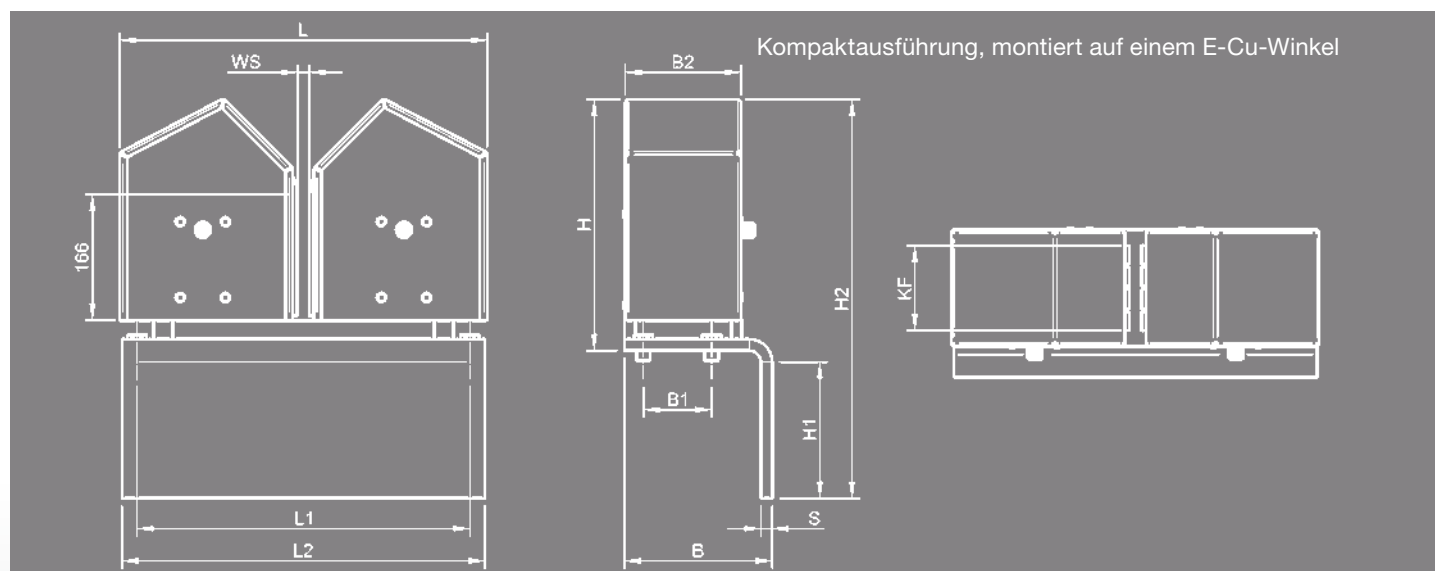 L
Kompaktausführung, montiert auf einem E-Cu-Winkel
WS
B2
166
H
H2
KF
B1
H1
L1
S
L2
B